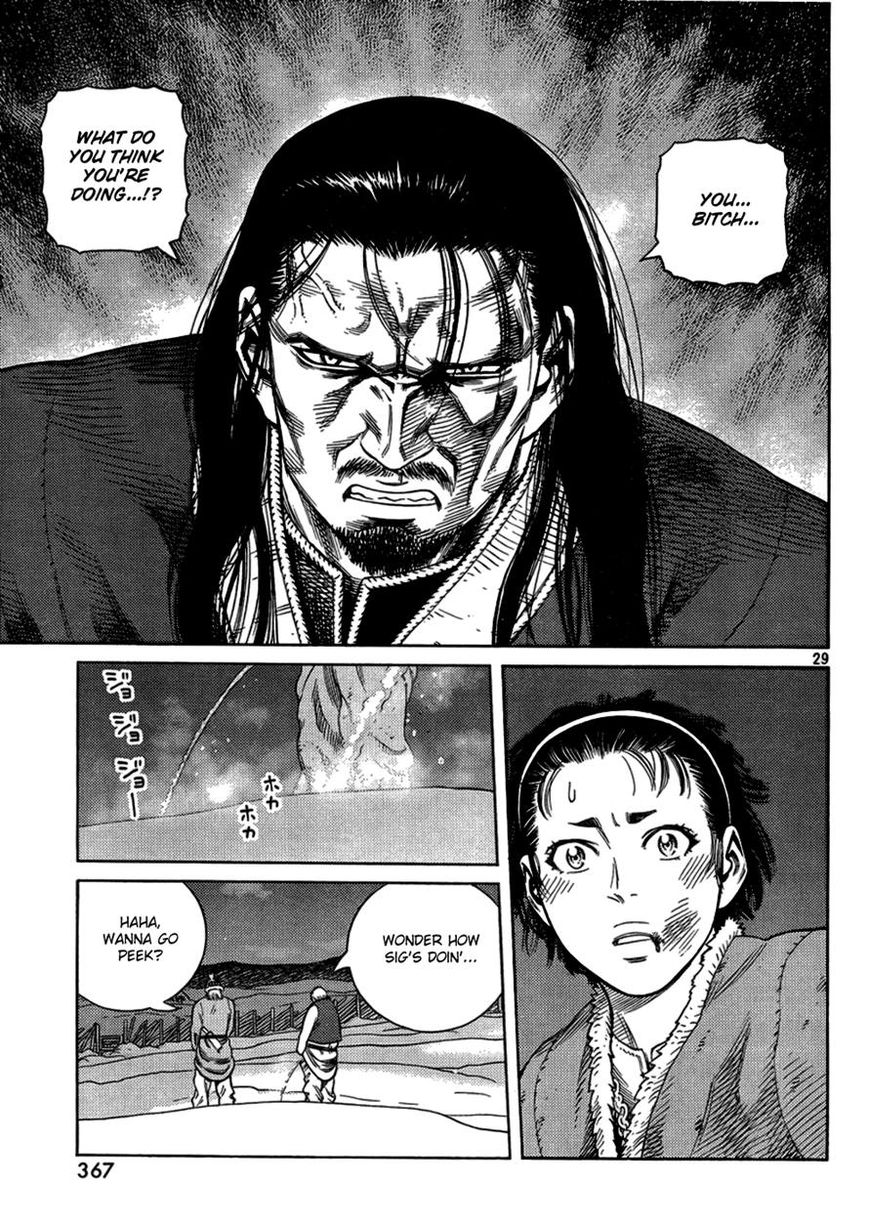 YOU...
BITCH...
WHAT DO
YOU THINK
YOU'RE
DOING...!?
29
ジョ
ジョ
ジョー
ホカ
ホカ
WONDER HOW
SIG'S DOIN'...
HAHA,
WANNA GO
PEEK?
367